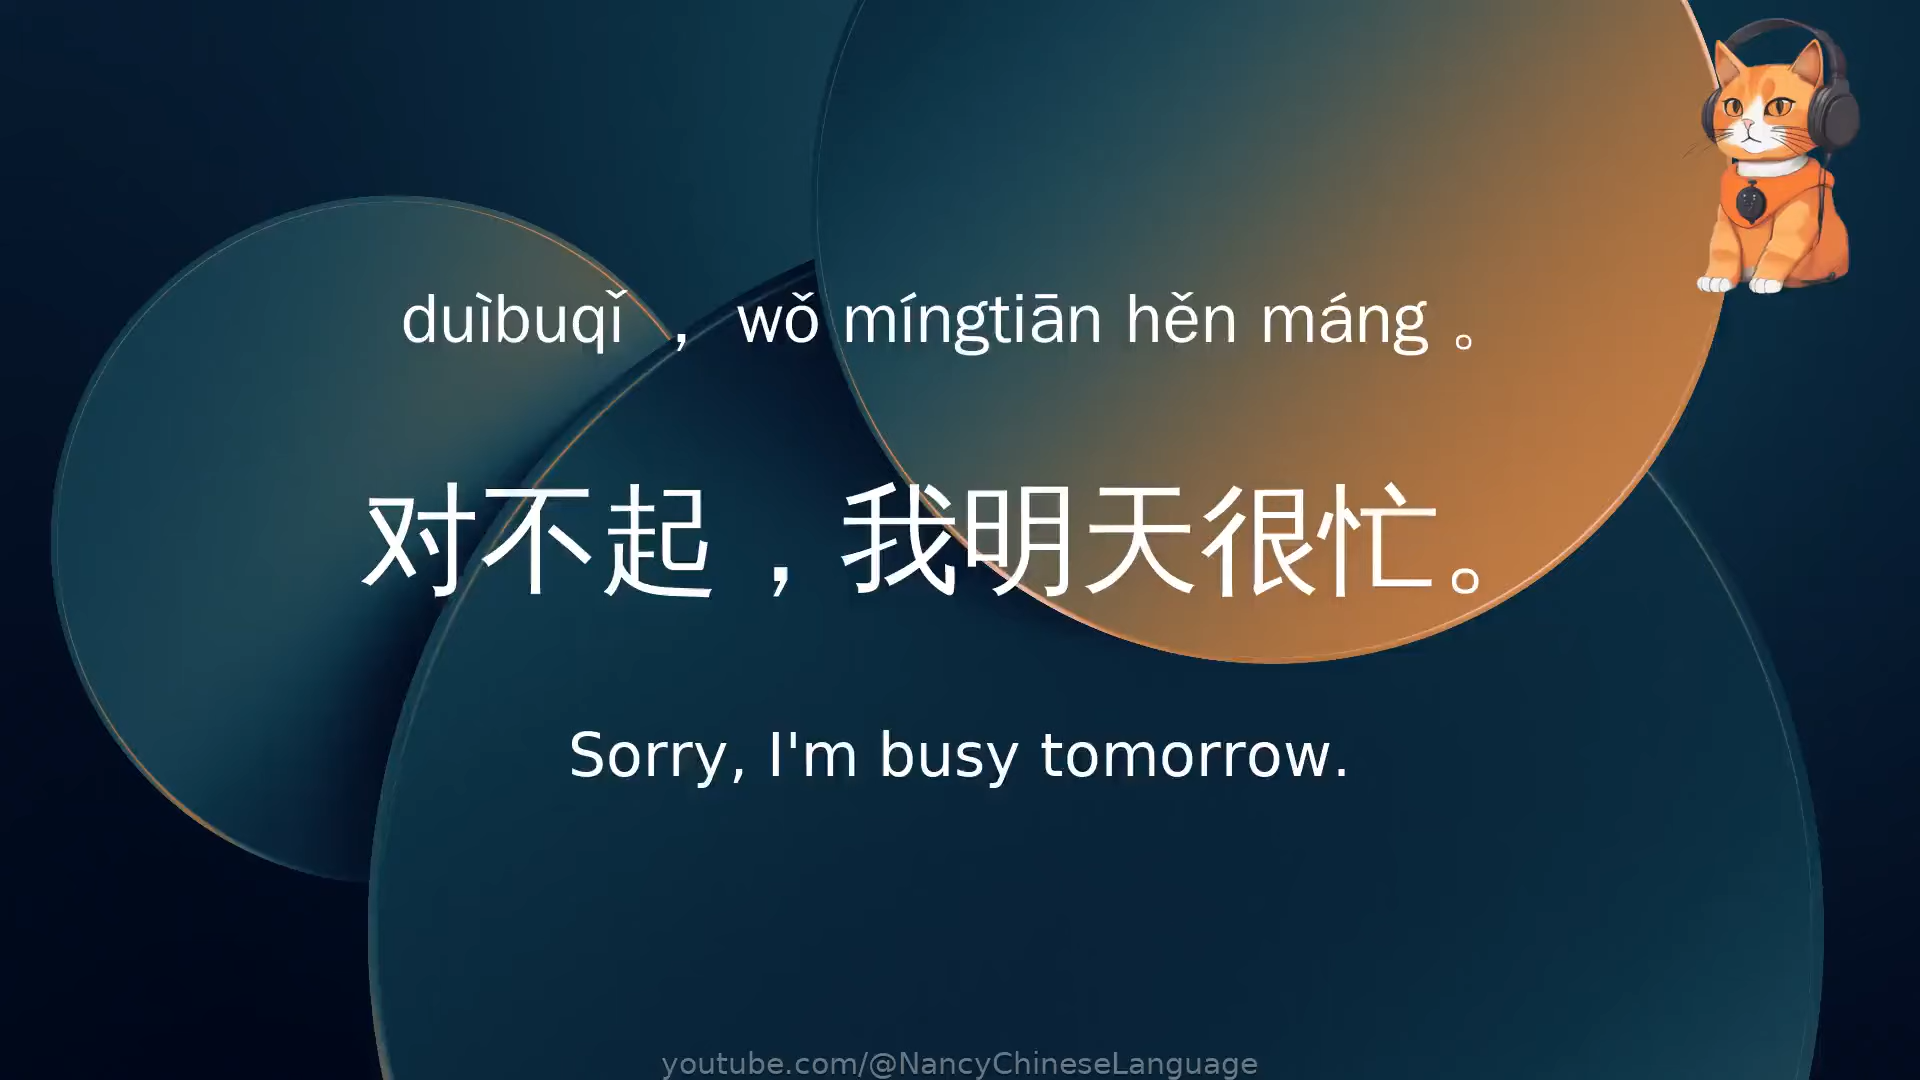 duìbuqǐ ， wǒ míngtiān hěn máng 。
对不起，我明天很忙。
Sorry, I'm busy tomorrow.
youtube.com/@NancyChineseLanguage